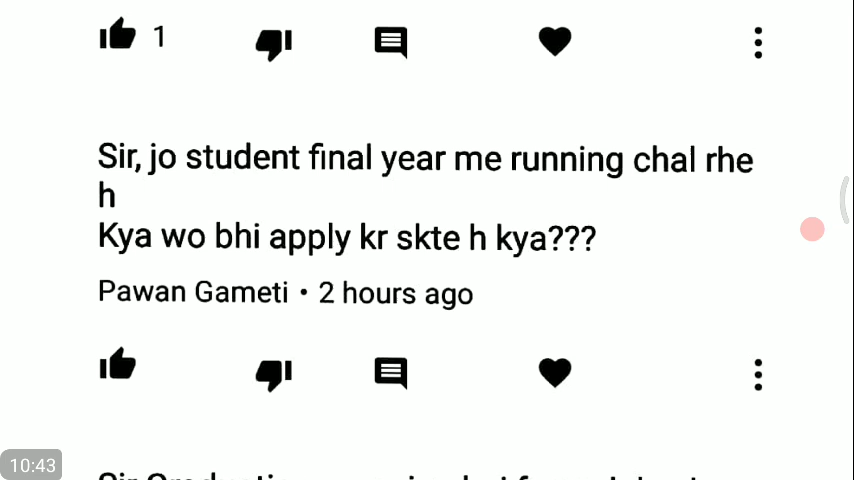 1
Sir, jo student final year me running chal rhe
h
Kya wo bhi apply kr skte h kya???
Pawan Gameti • 2 hours ago
10:43